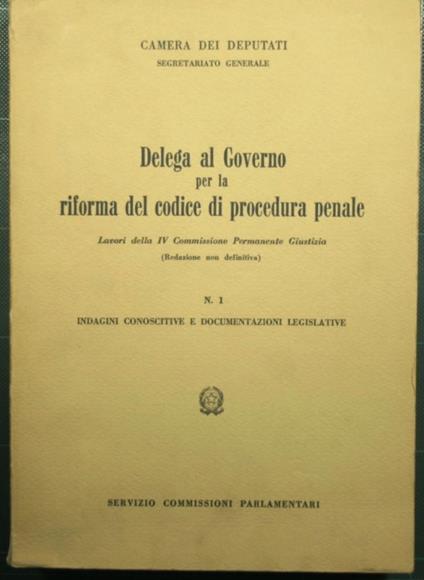 CAMERA DEI DEPUTATI
SEGRETARIATO GENERALE
Delega al Governo
per la
riforma del codice di procedura penale
Lavori della IV Commissione Permanente Giustizia
(Redazione non definitiva)
N. 1
INDAGINI CONOSCITIVE E DOCUMENTAZIONI LEGISLATIVE
SERVIZIO COMMISSIONI PARLAMENTARI